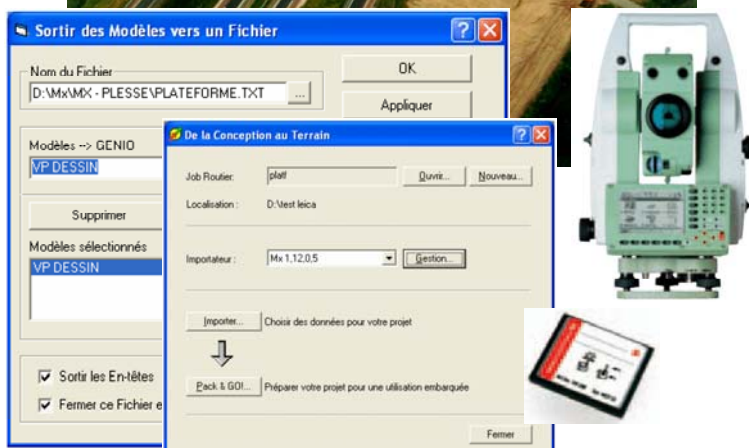 Sortir des Modèles vers un Fichier
Nom du Fichier
D:\Mx\MX - PLESSE\PLATEFORME.TXT
...
OK
Appliquer
Modèles --> GENIO
VP DESSIN
Supprimer
Modèles sélectionnés
VP DESSIN
Sortir les En-têtes
Fermer ce Fichier e
De la Conception au Terrain
Job Routier:
platf
Ouvrir...
Nouveau...
Localisation :
D:\test leica
Importateur :
Mx 1,12,0,5
Gestion...
Importer...
Choisir des données pour votre projet
Pack & GO!...
Préparer votre projet pour une utilisation embarquée
Fermer